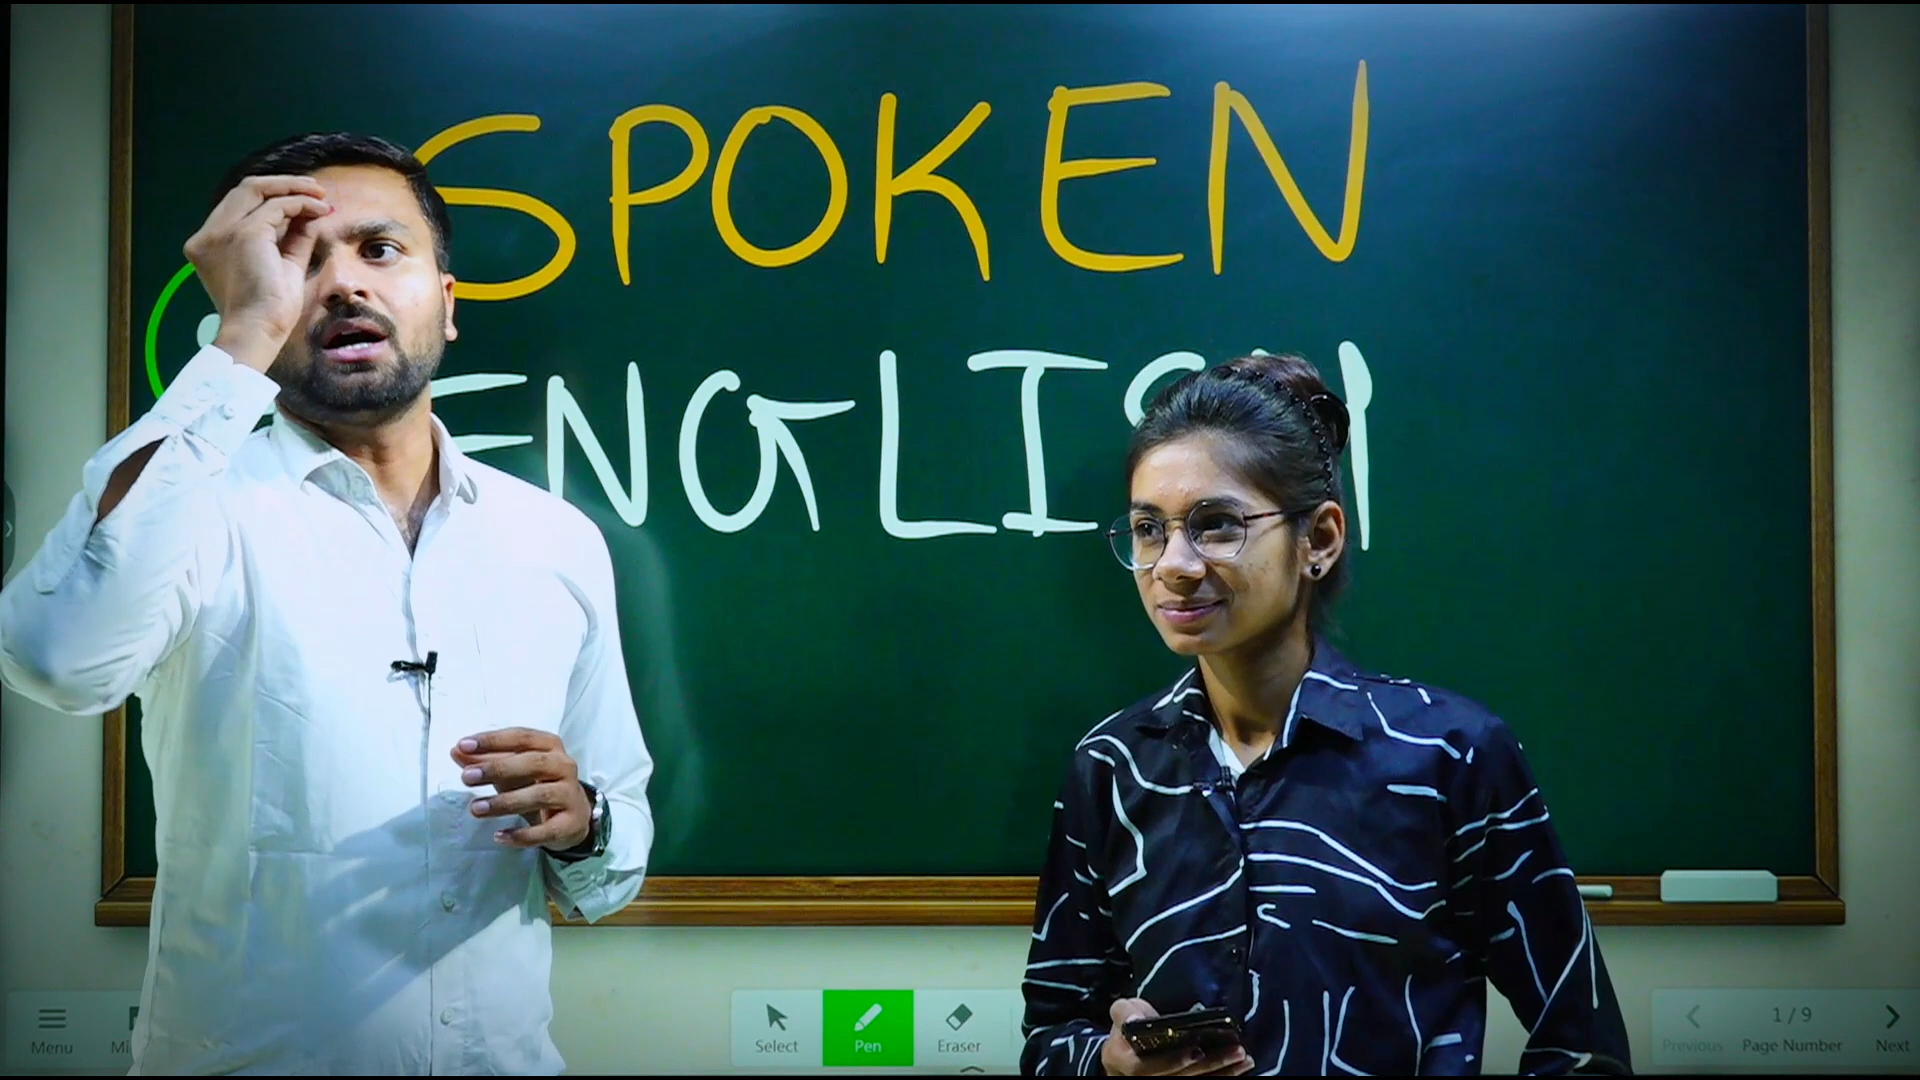 SPOKEN
ENGLISH
Menu
Select
Pen
Eraser
Previous
1/9
Page Number
Next